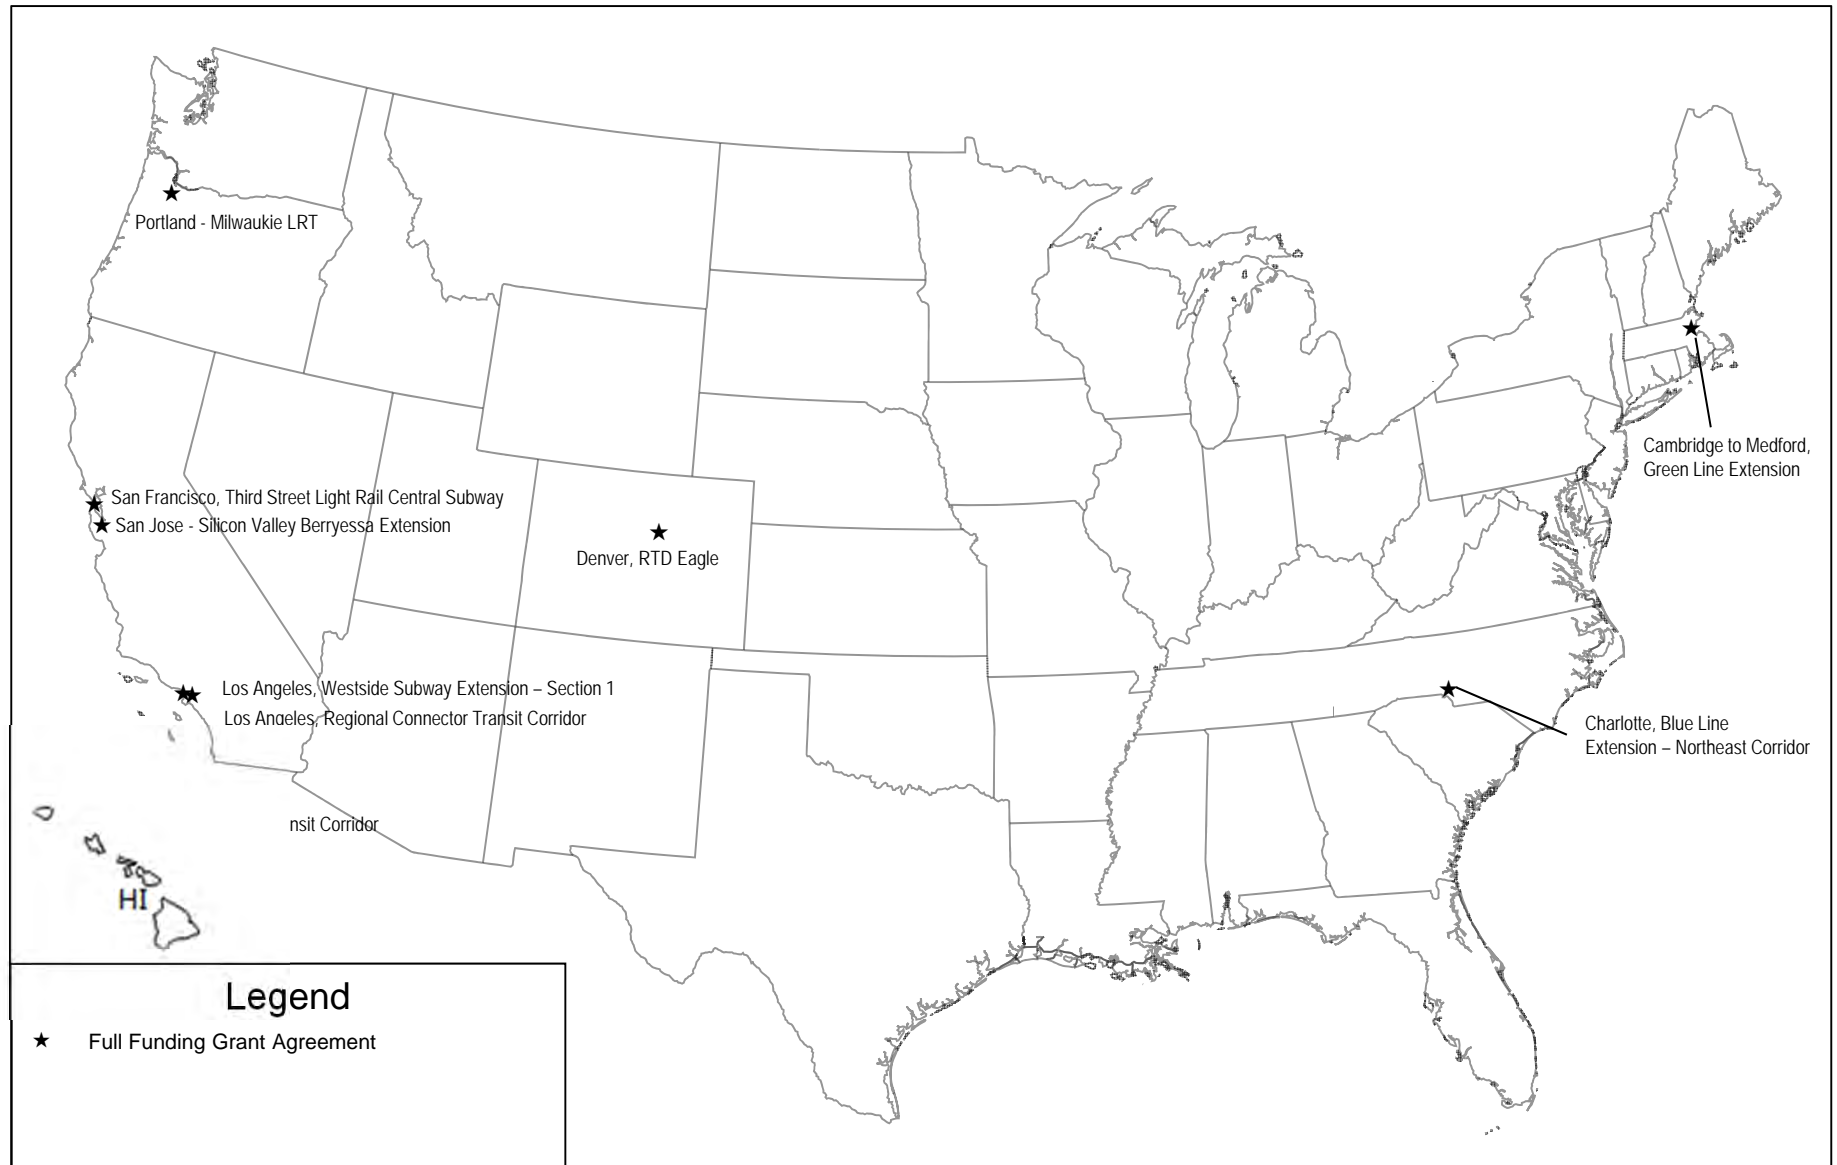 Portland - Milwaukie LRT
Cambridge to Medford,
Green Line Extension
San Francisco, Third Street Light Rail Central Subway
San Jose - Silicon Valley Berryessa Extension
Denver, RTD Eagle
Los Angeles, Westside Subway Extension – Section 1
Los Angeles, Regional Connector Transit Corridor
Charlotte, Blue Line
Extension – Northeast Corridor
nsit Corridor
HI
Legend
Full Funding Grant Agreement